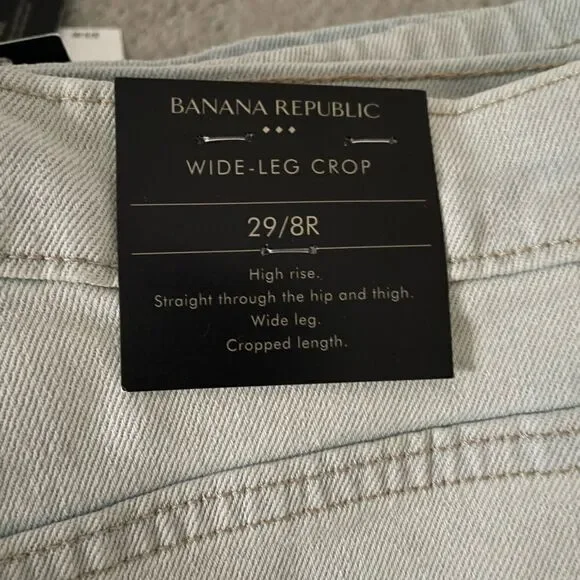 BANANA REPUBLIC
WIDE-LEG CROP
29/8R
High rise.
Straight through the hip and thigh.
Wide leg.
Cropped length.